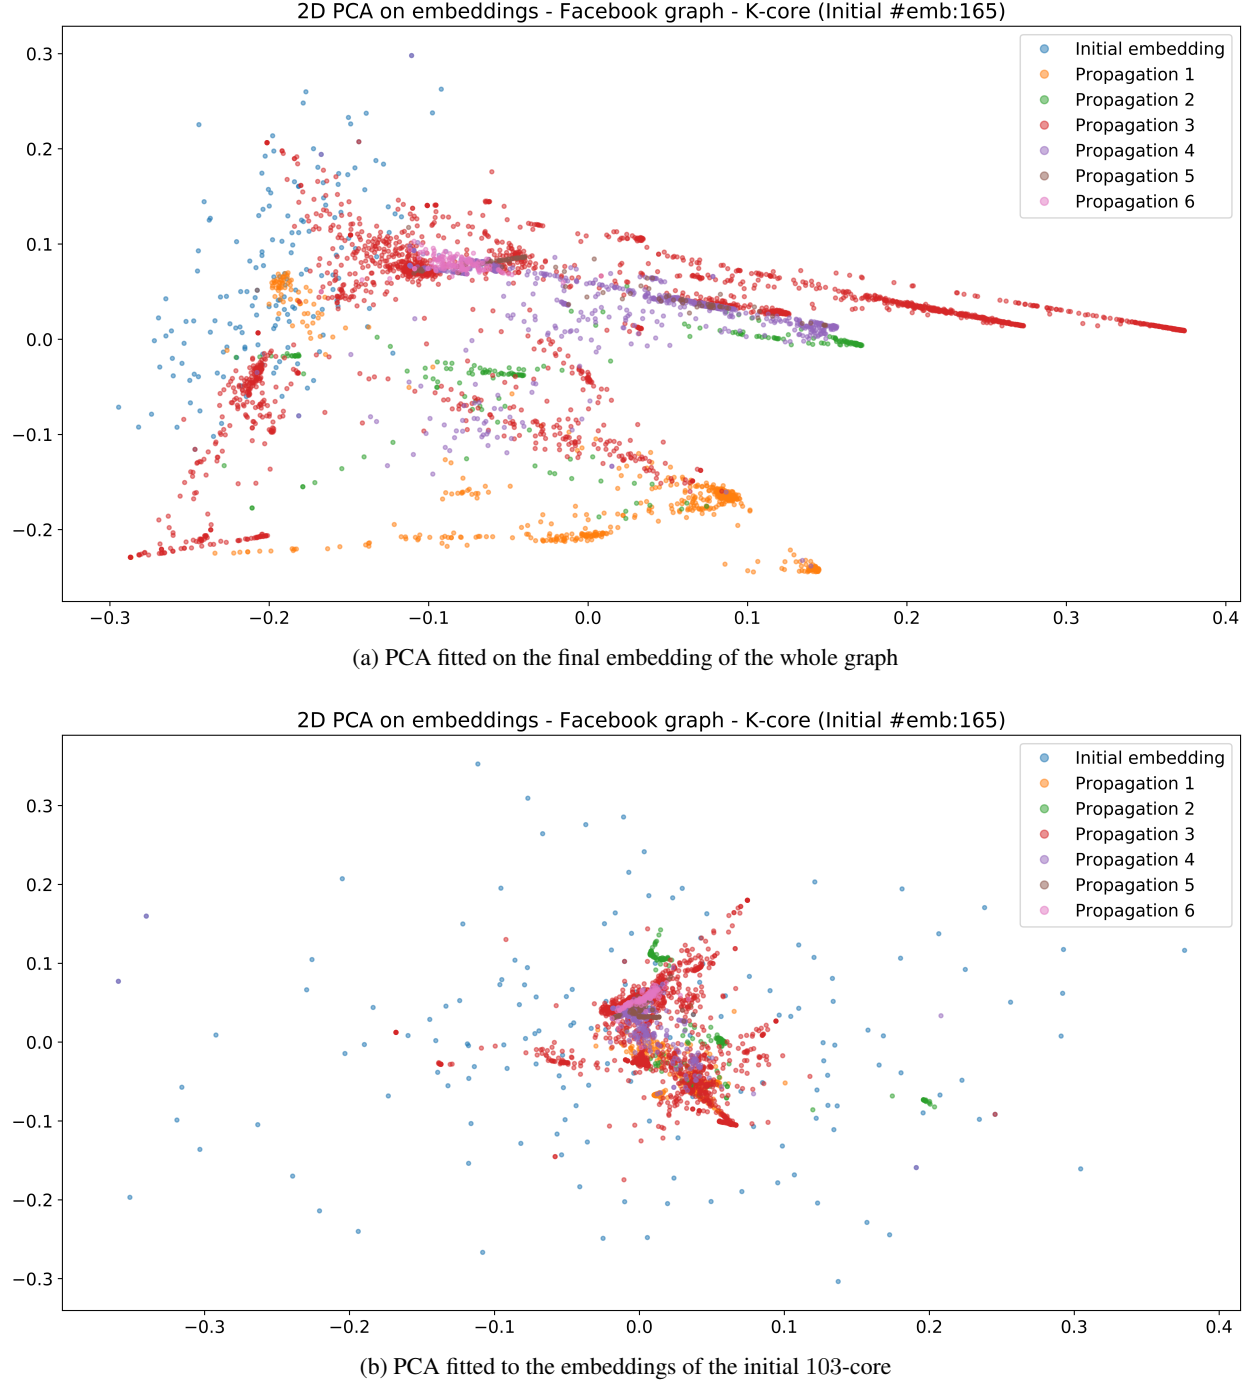 2D PCA on embeddings - Facebook graph - K-core (Initial #emb:165)
Initial embedding
Propagation 1
Propagation 2
Propagation 3
Propagation 4
Propagation 5
Propagation 6
0.3
0.2
0.1
0.0
−0.1
−0.2
−0.3 −0.2 −0.1 0.0 0.1 0.2 0.3 0.4
(a) PCA fitted on the final embedding of the whole graph
2D PCA on embeddings - Facebook graph - K-core (Initial #emb:165)
Initial embedding
Propagation 1
Propagation 2
Propagation 3
Propagation 4
Propagation 5
Propagation 6
0.3
0.2
0.1
0.0
−0.1
−0.2
−0.3
−0.3 −0.2 −0.1 0.0 0.1 0.2 0.3 0.4
(b) PCA fitted to the embeddings of the initial 103-core